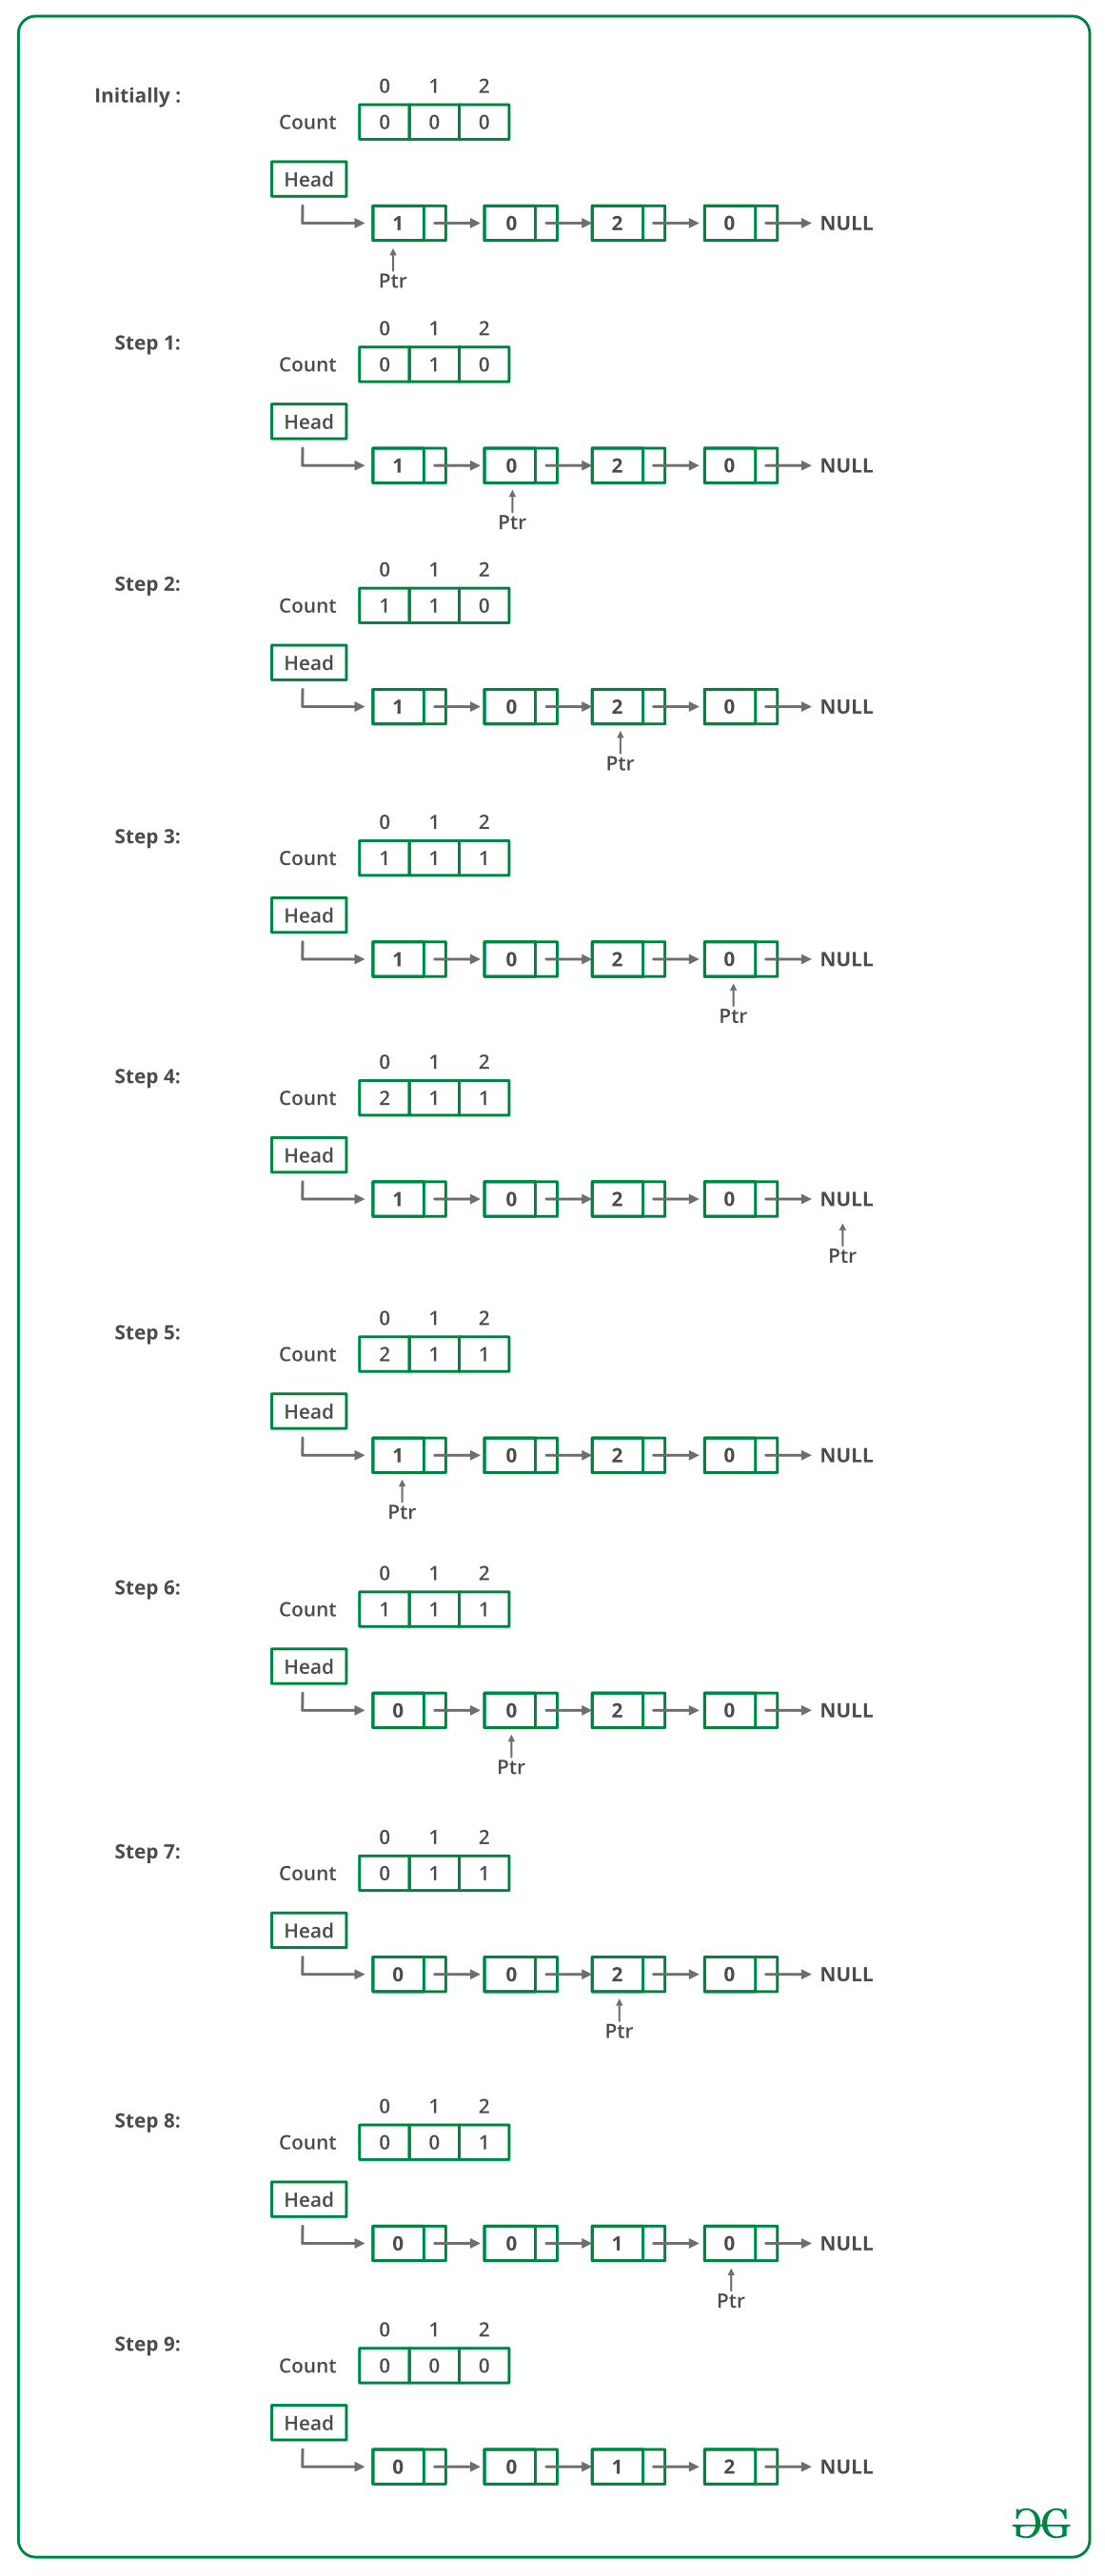 Initially :
0 1 2
Count 0 0 0
Head
1 0 2 0 NULL
Ptr
Step 1:
0 1 2
Count 0 1 0
Head
1 0 2 0 NULL
Ptr
Step 2:
0 1 2
Count 1 1 0
Head
1 0 2 0 NULL
Ptr
Step 3:
0 1 2
Count 1 1 1
Head
1 0 2 0 NULL
Ptr
Step 4:
0 1 2
Count 2 1 1
Head
1 0 2 0 NULL
Ptr
Step 5:
0 1 2
Count 2 1 1
Head
1 0 2 0 NULL
Ptr
Step 6:
0 1 2
Count 1 1 1
Head
0 0 2 0 NULL
Ptr
Step 7:
0 1 2
Count 0 1 1
Head
0 0 2 0 NULL
Ptr
Step 8:
0 1 2
Count 0 0 1
Head
0 0 1 0 NULL
Ptr
Step 9:
0 1 2
Count 0 0 0
Head
0 0 1 2 NULL